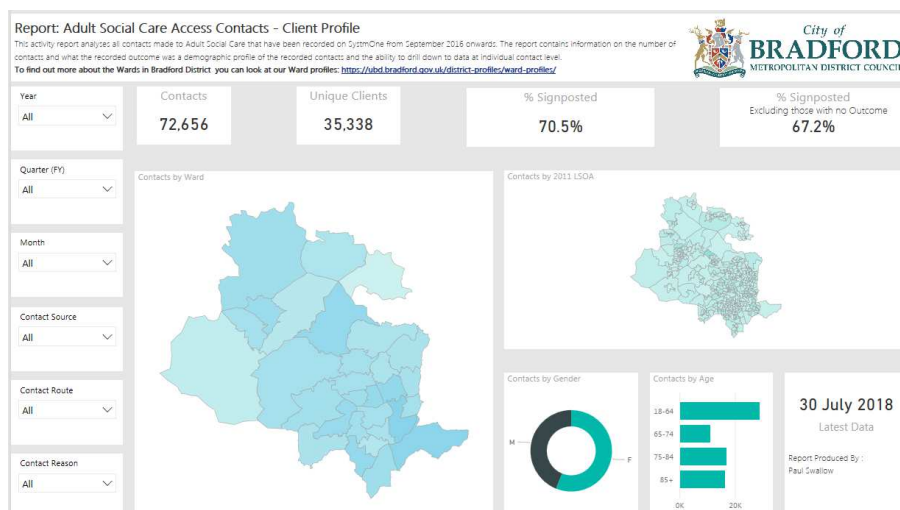 Report: Adult Social Care Access Contacts - Client Profile
This activity report analyses all contacts made to Adult Social Care that have been recorded on SystmOne from September 2016 onwards. The report contains information on the number of
contacts and what the recorded outcome was a demographic profile of the recorded contacts and the ability to drill down to data at individual contact level.
To find out more about the Wards in Bradford District you can look at our Ward profiles: https://ubd.bradford.gov.uk/district-profiles/ward-profiles/
City of
BRADFORD
METROPOLITAN DISTRICT COUNCIL
Year
All
Contacts
72,656
Unique Clients
35,338
% Signposted
70.5%
% Signposted
Excluding those with no Outcome
67.2%
Quarter (FY)
All
Month
All
Contact Source
All
Contact Route
All
Contact Reason
All
Contacts by Ward
Contacts by 2011 LSOA
Contacts by Gender
M
F
Contacts by Age
18-64
65-74
75-84
85+
0K
20K
30 July 2018
Latest Data
Report Produced By :
Paul Swallow